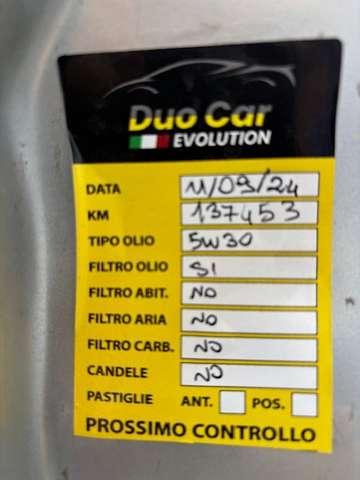 Duo Car
EVOLUTION
DATA 11/09/24
KM 137453
TIPO OLIO 5W30
FILTRO OLIO SI
FILTRO ABIT. NO
FILTRO ARIA NO
FILTRO CARB. NO
CANDELE NO
PASTIGLIE ANT. POS.
PROSSIMO CONTROLLO